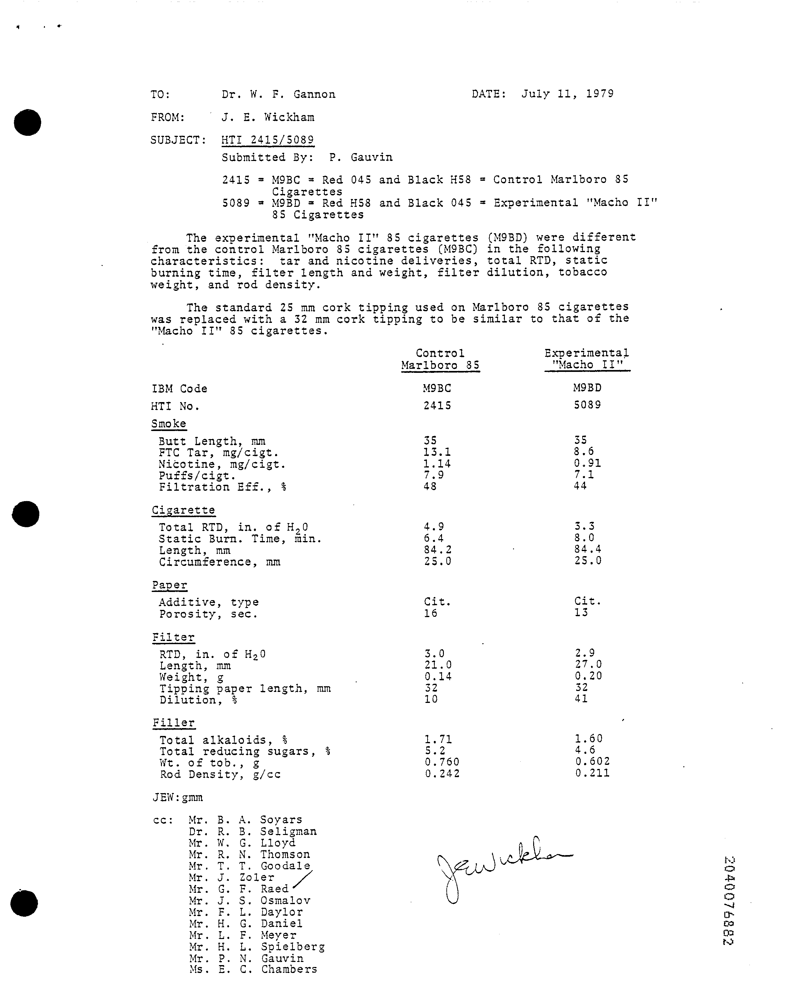 TO: Dr. W. F. Gannon DATE: July 11, 1979
FROM: J. E. Wickham
SUBJECT: HTI 2415/5089
Submitted By: P. Gauvin
2415 = M9BC = Red 045 and Black H58 = Control Marlboro 85
Cigarettes
5089 = M9BD = Red H58 and Black 045 = Experimental "Macho II"
85 Cigarettes
The experimental "Macho II" 85 cigarettes (M9BD) were different
from the control Marlboro 85 cigarettes (M9BC) in the following
characteristics: tar and nicotine deliveries, total RTD, static
burning time, filter length and weight, filter dilution, tobacco
weight, and rod density.
The standard 25 mm cork tipping used on Marlboro 85 cigarettes
was replaced with a 32 mm cork tipping to be similar to that of the
"Macho II" 85 cigarettes.
Control Experimental
Marlboro 85 "Macho II"
IBM Code M9BC M9BD
HTI No. 2415 5089
Smoke
Butt Length, mm 35 35
FTC Tar, mg/cigt. 13.1 8.6
Nicotine, mg/cigt. 1.14 0.91
Puffs/cigt. 7.9 7.1
Filtration Eff., % 48 44
Cigarette
Total RTD, in. of H2O 4.9 3.3
Static Burn. Time, min. 6.4 8.0
Length, mm 84.2 84.4
Circumference, mm 25.0 25.0
Paper
Additive, type Cit. Cit.
Porosity, sec. 16 13
Filter
RTD, in. of H2O 3.0 2.9
Length, mm 21.0 27.0
Weight, g 0.14 0.20
Tipping paper length, mm 32 32
Dilution, % 10 41
Filler
Total alkaloids, % 1.71 1.60
Total reducing sugars, % 5.2 4.6
Wt. of tob., g 0.760 0.602
Rod Density, g/cc 0.242 0.211
JEW:gmm
cc: Mr. B. A. Soyars
Dr. R. B. Seligman
Mr. W. G. Lloyd
Mr. R. N. Thomson
Mr. T. T. Goodale
Mr. J. Zoler
Mr. G. F. Raed
Mr. J. S. Osmalov
Mr. F. L. Daylor
Mr. H. G. Daniel
Mr. L. F. Meyer
Mr. H. L. Spielberg
Mr. P. N. Gauvin
Ms. E. C. Chambers
JEWickham
2040076882